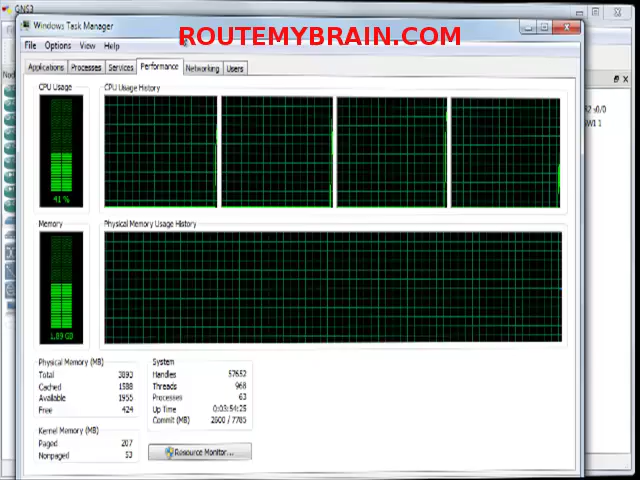 GNS3
Windows Task Manager
ROUTEMYBRAIN.COM
File Options View Help
Applications Processes Services Performance Networking Users
CPU Usage
CPU Usage History
41 %
Memory
Physical Memory Usage History
1.89 GB
Physical Memory (MB)
Total 3893
Cached 1588
Available 1955
Free 424
Kernel Memory (MB)
Paged 207
Nonpaged 53
System
Handles 57652
Threads 968
Processes 63
Up Time 0:03:54:25
Commit (MB) 2600 / 7785
Resource Monitor...